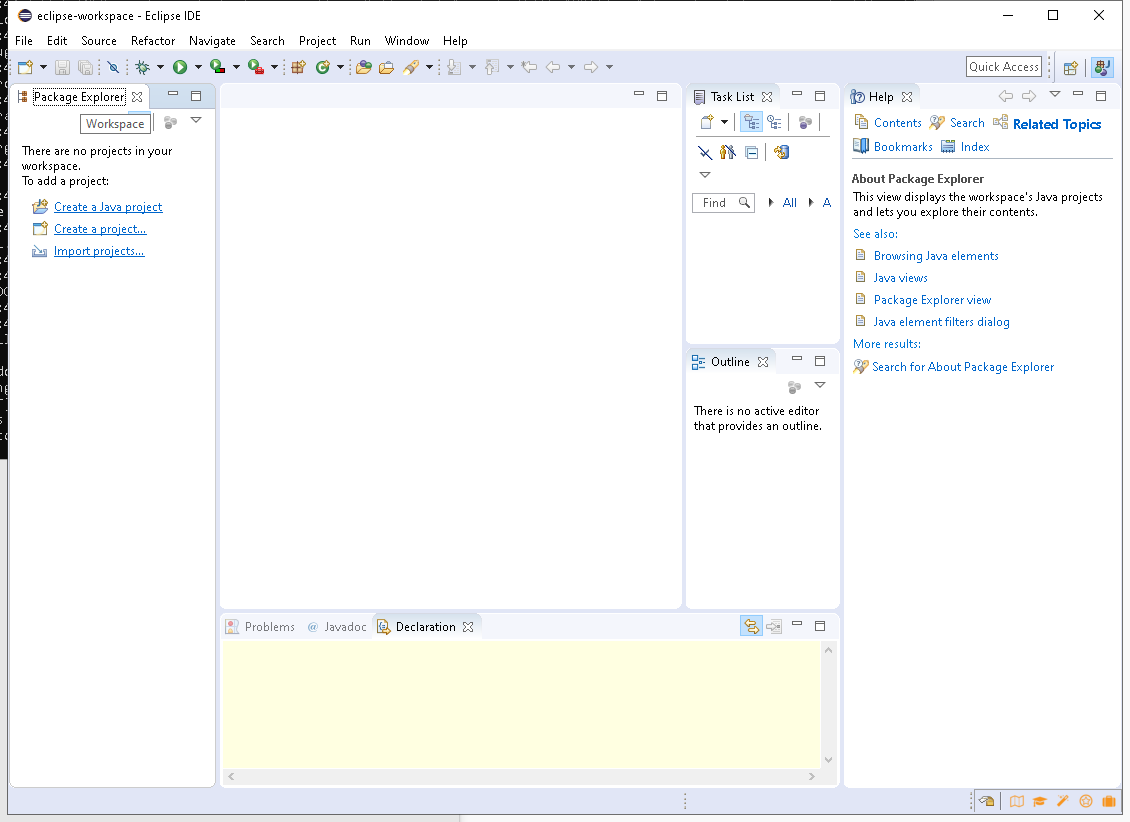 eclipse-workspace - Eclipse IDE
File Edit Source Refactor Navigate Search Project Run Window Help
Quick Access
Package Explorer
Workspace
There are no projects in your
workspace.
To add a project:
Create a Java project
Create a project...
Import projects...
Task List
Find
All
A
Outline
There is no active editor
that provides an outline.
Help
Contents Search Related Topics
Bookmarks Index
About Package Explorer
This view displays the workspace's Java projects
and lets you explore their contents.
See also:
Browsing Java elements
Java views
Package Explorer view
Java element filters dialog
More results:
Search for About Package Explorer
Problems @ Javadoc Declaration